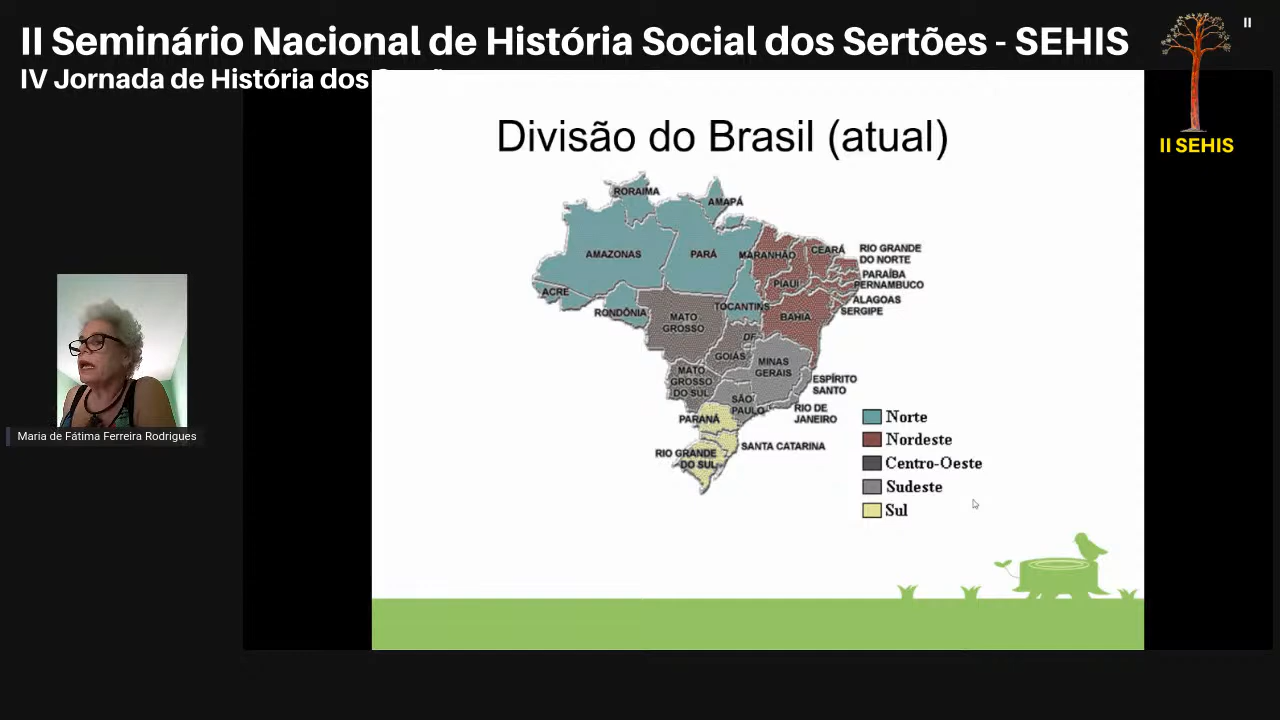 II Seminário Nacional de História Social dos Sertões - SEHIS
IV Jornada de História dos
II
II SEHIS
Divisão do Brasil (atual)
RORAIMA
AMAPÁ
AMAZONAS
PARÁ
MARANHÃO
CEARÁ
RIO GRANDE
DO NORTE
PARAÍBA
PERNAMBUCO
PIAUI
ACRE
ALAGOAS
SERGIPE
RONDÔNIA
TOCANTINS
BAHIA
MATO
GROSSO
DF
GOIÁS
MINAS
GERAIS
MATO
GROSSO
DO SUL
ESPÍRITO
SANTO
SÃO
PAULO
RIO DE
JANEIRO
PARANÁ
SANTA CATARINA
RIO GRANDE
DO SUL
Norte
Nordeste
Centro-Oeste
Sudeste
Sul
Maria de Fátima Ferreira Rodrigues